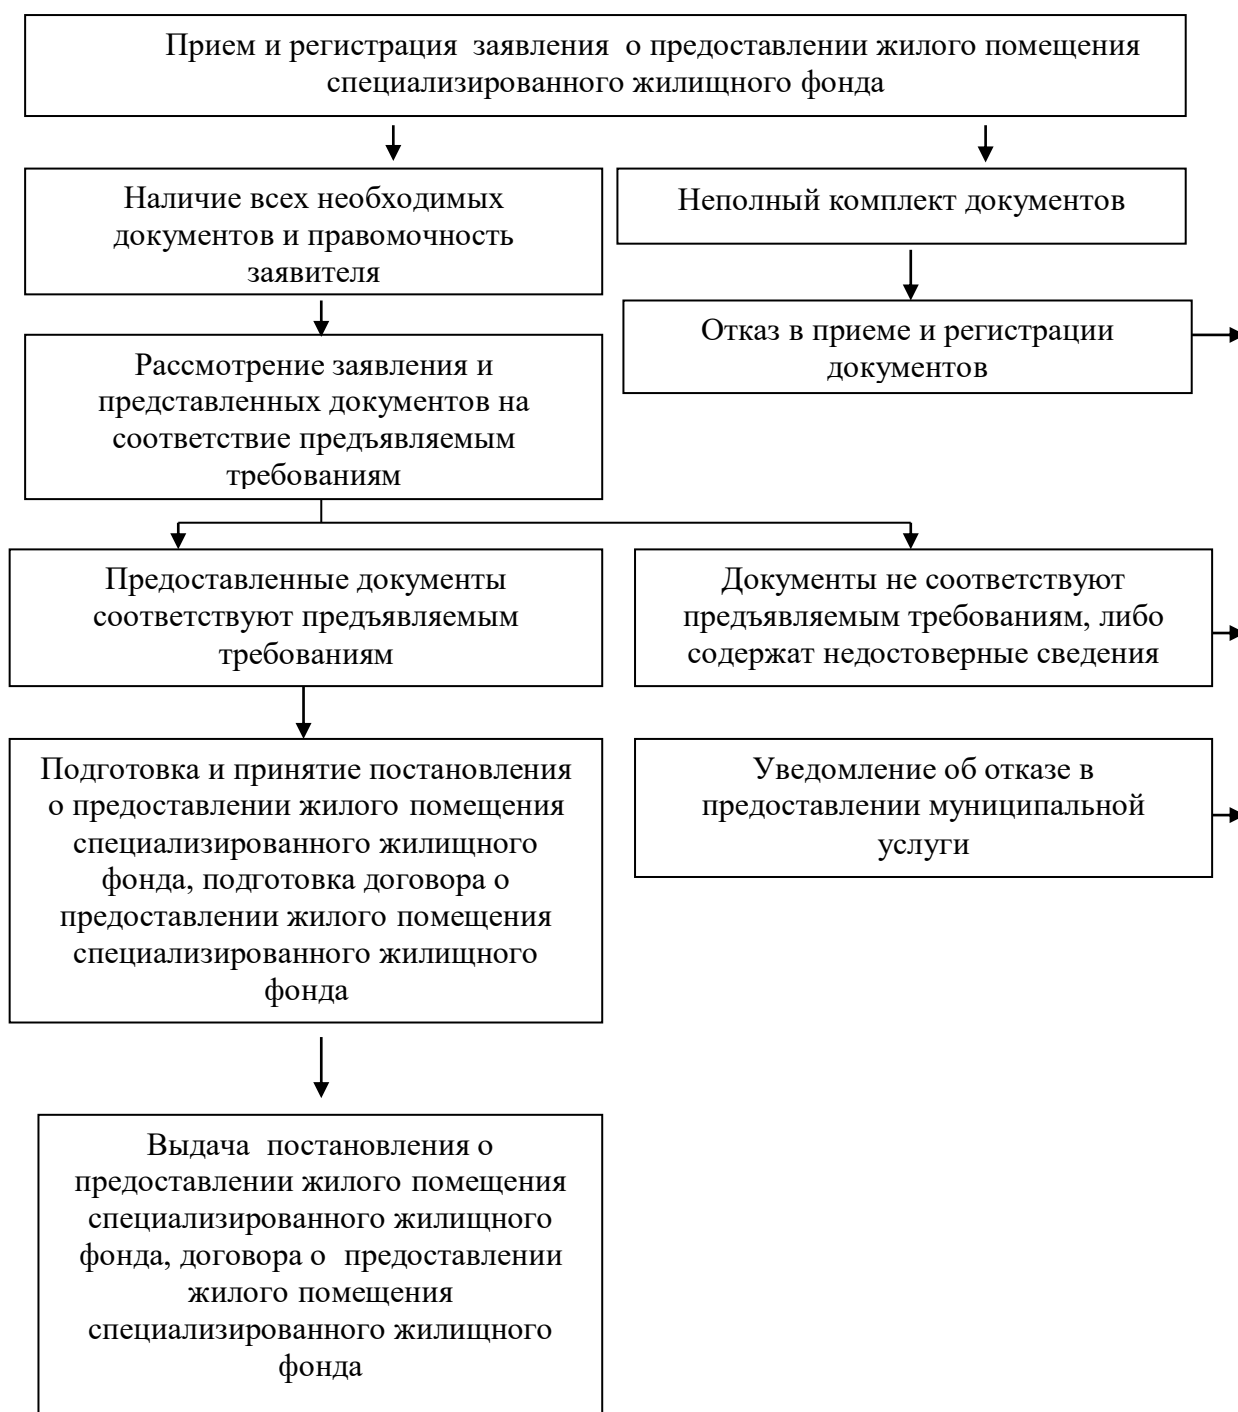 Прием и регистрация  заявления  о предоставлении жилого помещения
специализированного жилищного фонда
Наличие всех необходимых
документов и правомочность
заявителя
Неполный комплект документов
Отказ в приеме и регистрации
документов
Рассмотрение заявления и
представленных документов на
соответствие предъявляемым
требованиям
Предоставленные документы
соответствуют предъявляемым
требованиям
Документы не соответствуют
предъявляемым требованиям, либо
содержат недостоверные сведения
Подготовка и принятие постановления
о предоставлении жилого помещения
специализированного жилищного
фонда, подготовка договора о
предоставлении жилого помещения
специализированного жилищного
фонда
Уведомление об отказе в
предоставлении муниципальной
услуги
Выдача  постановления о
предоставлении жилого помещения
специализированного жилищного
фонда, договора о  предоставлении
жилого помещения
специализированного жилищного
фонда